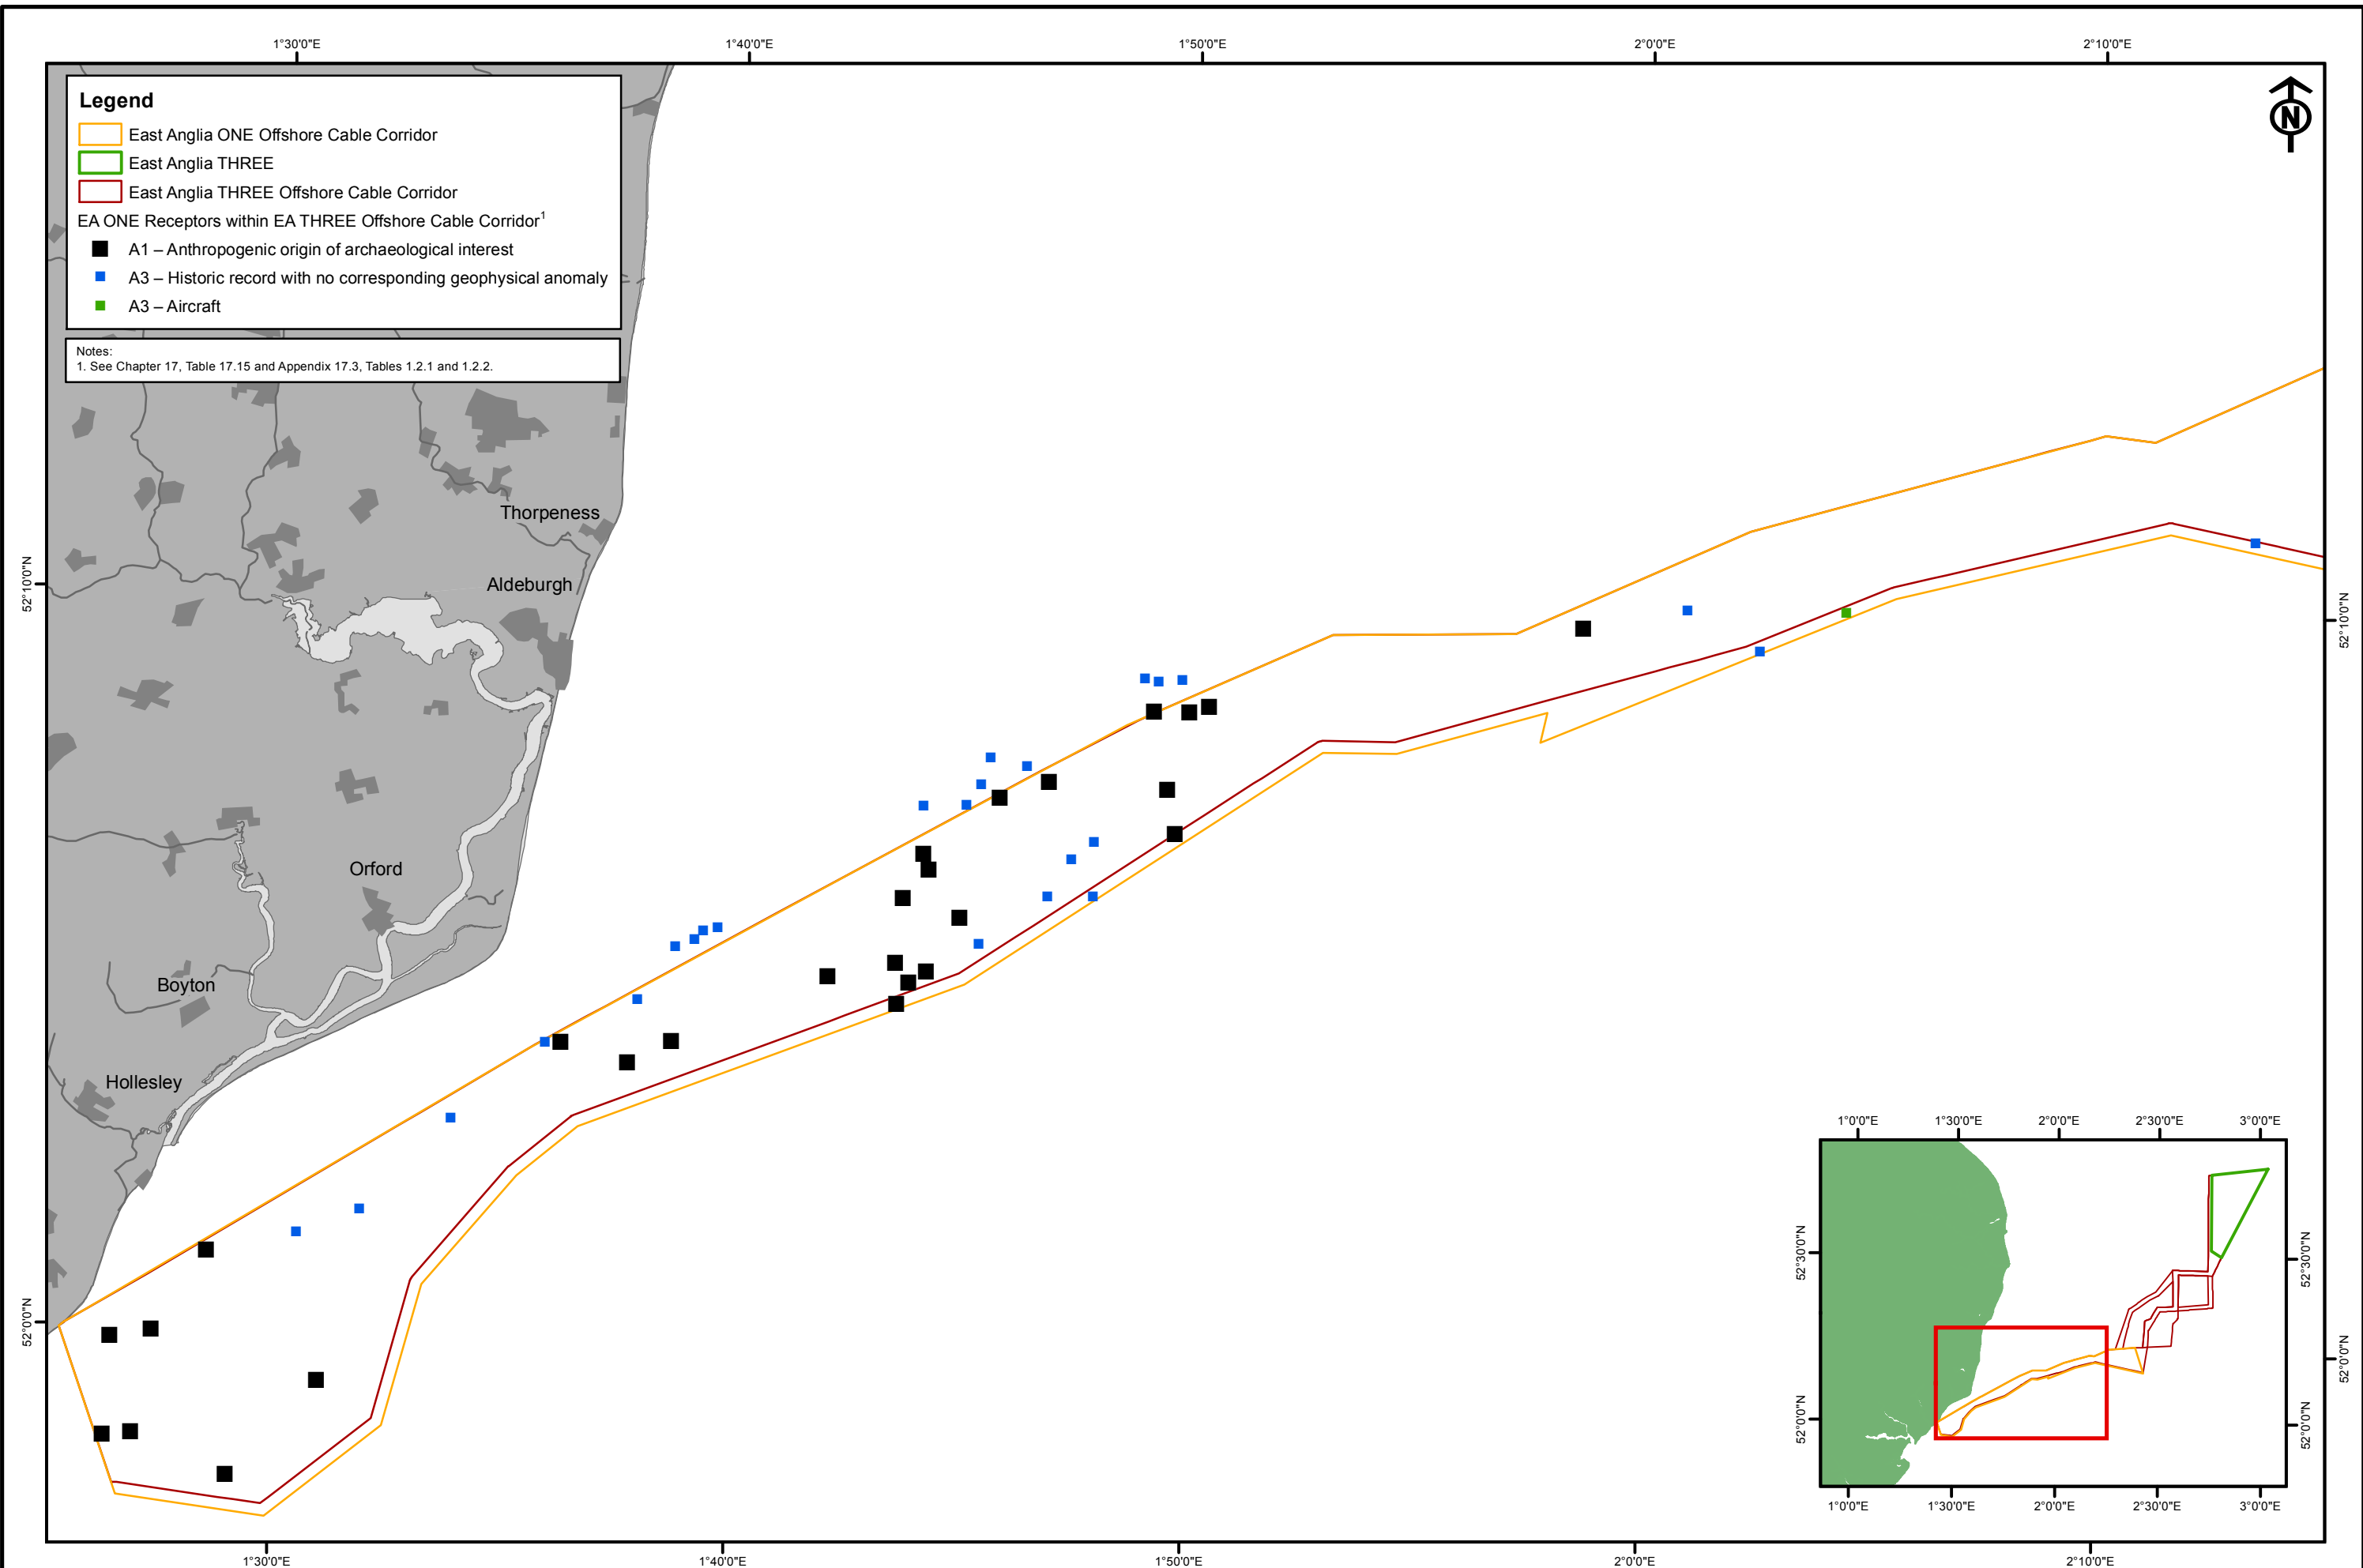 1°30'0"E
1°40'0"E
1°50'0"E
2°0'0"E
2°10'0"E
Legend
East Anglia ONE Offshore Cable Corridor
East Anglia THREE
East Anglia THREE Offshore Cable Corridor
EA ONE Receptors within EA THREE Offshore Cable Corridor1
A1 – Anthropogenic origin of archaeological interest
A3 – Historic record with no corresponding geophysical anomaly
A3 – Aircraft
Notes:
1. See Chapter 17, Table 17.15 and Appendix 17.3, Tables 1.2.1 and 1.2.2.
N
Thorpeness
Aldeburgh
52°10'0"N
52°10'0"N
Orford
Boyton
Hollesley
52°0'0"N
52°0'0"N
1°0'0"E
1°30'0"E
2°0'0"E
2°30'0"E
3°0'0"E
52°30'0"N
52°30'0"N
52°0'0"N
52°0'0"N
1°0'0"E
1°30'0"E
2°0'0"E
2°30'0"E
3°0'0"E
1°30'0"E
1°40'0"E
1°50'0"E
2°0'0"E
2°10'0"E